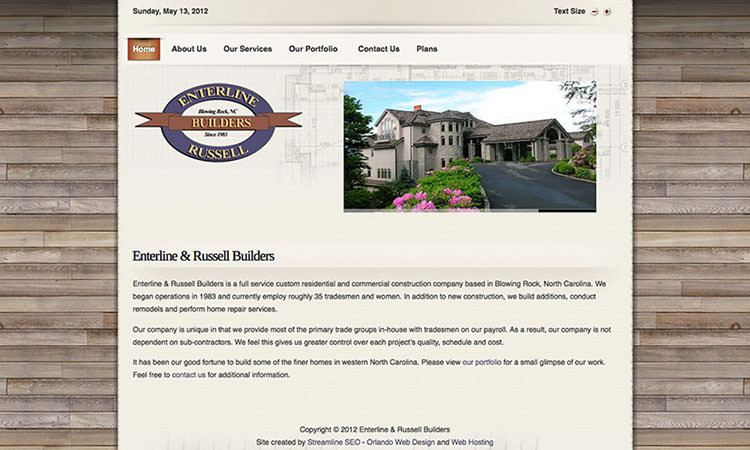 Sunday, May 13, 2012
Text Size
Home About Us Our Services Our Portfolio Contact Us Plans
ENTERLINE
Blowing Rock, NC
BUILDERS
Since 1983
RUSSELL
Enterline & Russell Builders
Enterline & Russell Builders is a full service custom residential and commercial construction company based in Blowing Rock, North Carolina. We
began operations in 1983 and currently employ roughly 35 tradesmen and women. In addition to new construction, we build additions, conduct
remodels and perform home repair services.
Our company is unique in that we provide most of the primary trade groups in-house with tradesmen on our payroll. As a result, our company is not
dependent on sub-contractors. We feel this gives us greater control over each project's quality, schedule and cost.
It has been our good fortune to build some of the finer homes in western North Carolina. Please view our portfolio for a small glimpse of our work.
Feel free to contact us for additional information.
Copyright © 2012 Enterline & Russell Builders
Site created by Streamline SEO - Orlando Web Design and Web Hosting